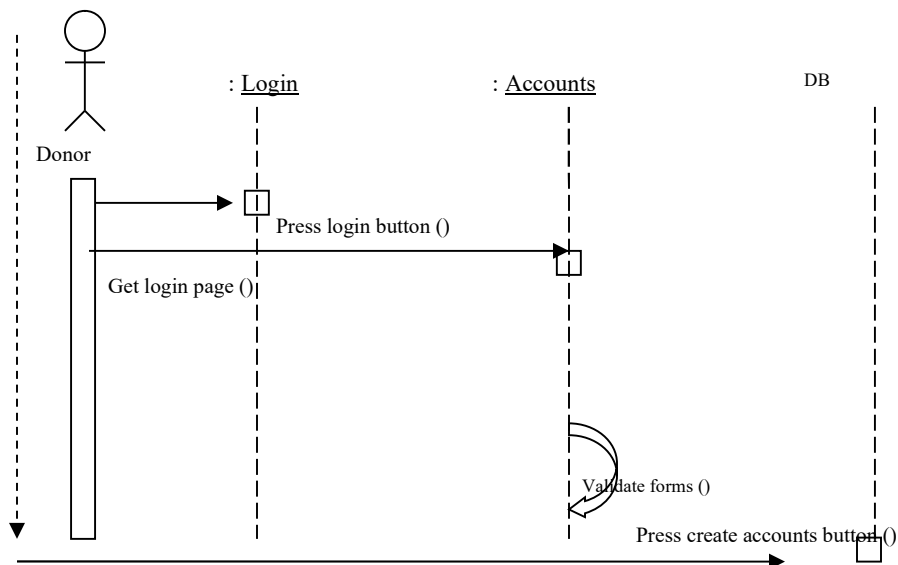 : Login
: Accounts
DB
Donor
Press login button ()
Get login page ()
Validate forms ()
Press create accounts button ()